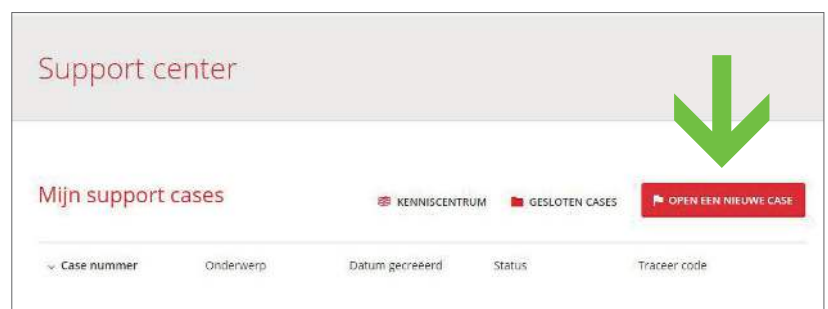 Support center
Mijn support cases
KENNISCENTRUM
GESLOTEN CASES
OPEN EEN NIEUWE CASE
Case nummer Onderwerp Datum gecreëerd Status Traceer code